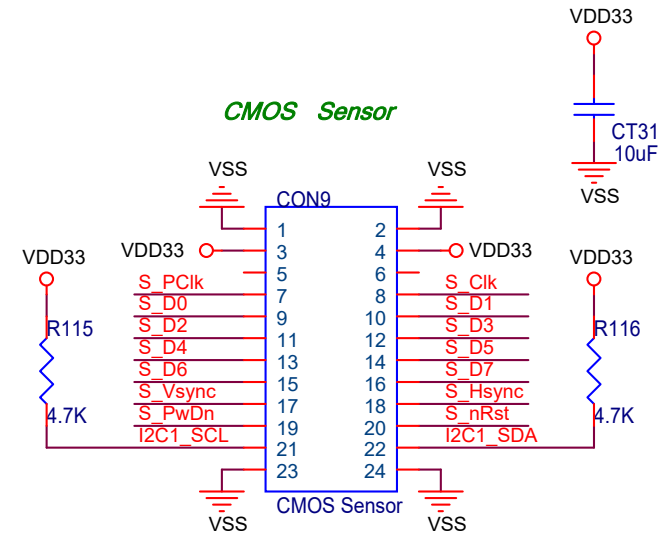 VDD33
CMOS Sensor
CT31
10uF
VSS
VSS
VSS
CON9
1 2
VDD33 3 4 VDD33
VDD33
VDD33
5 6
S_PClk 7 8 S_Clk
S_D0 9 10 S_D1
S_D2 11 12 S_D3
S_D4 13 14 S_D5
S_D6 15 16 S_D7
S_Vsync 17 18 S_Hsync
S_PwDn 19 20 S_nRst
I2C1_SCL 21 22 I2C1_SDA
23 24
R115
4.7K
R116
4.7K
CMOS Sensor
VSS
VSS